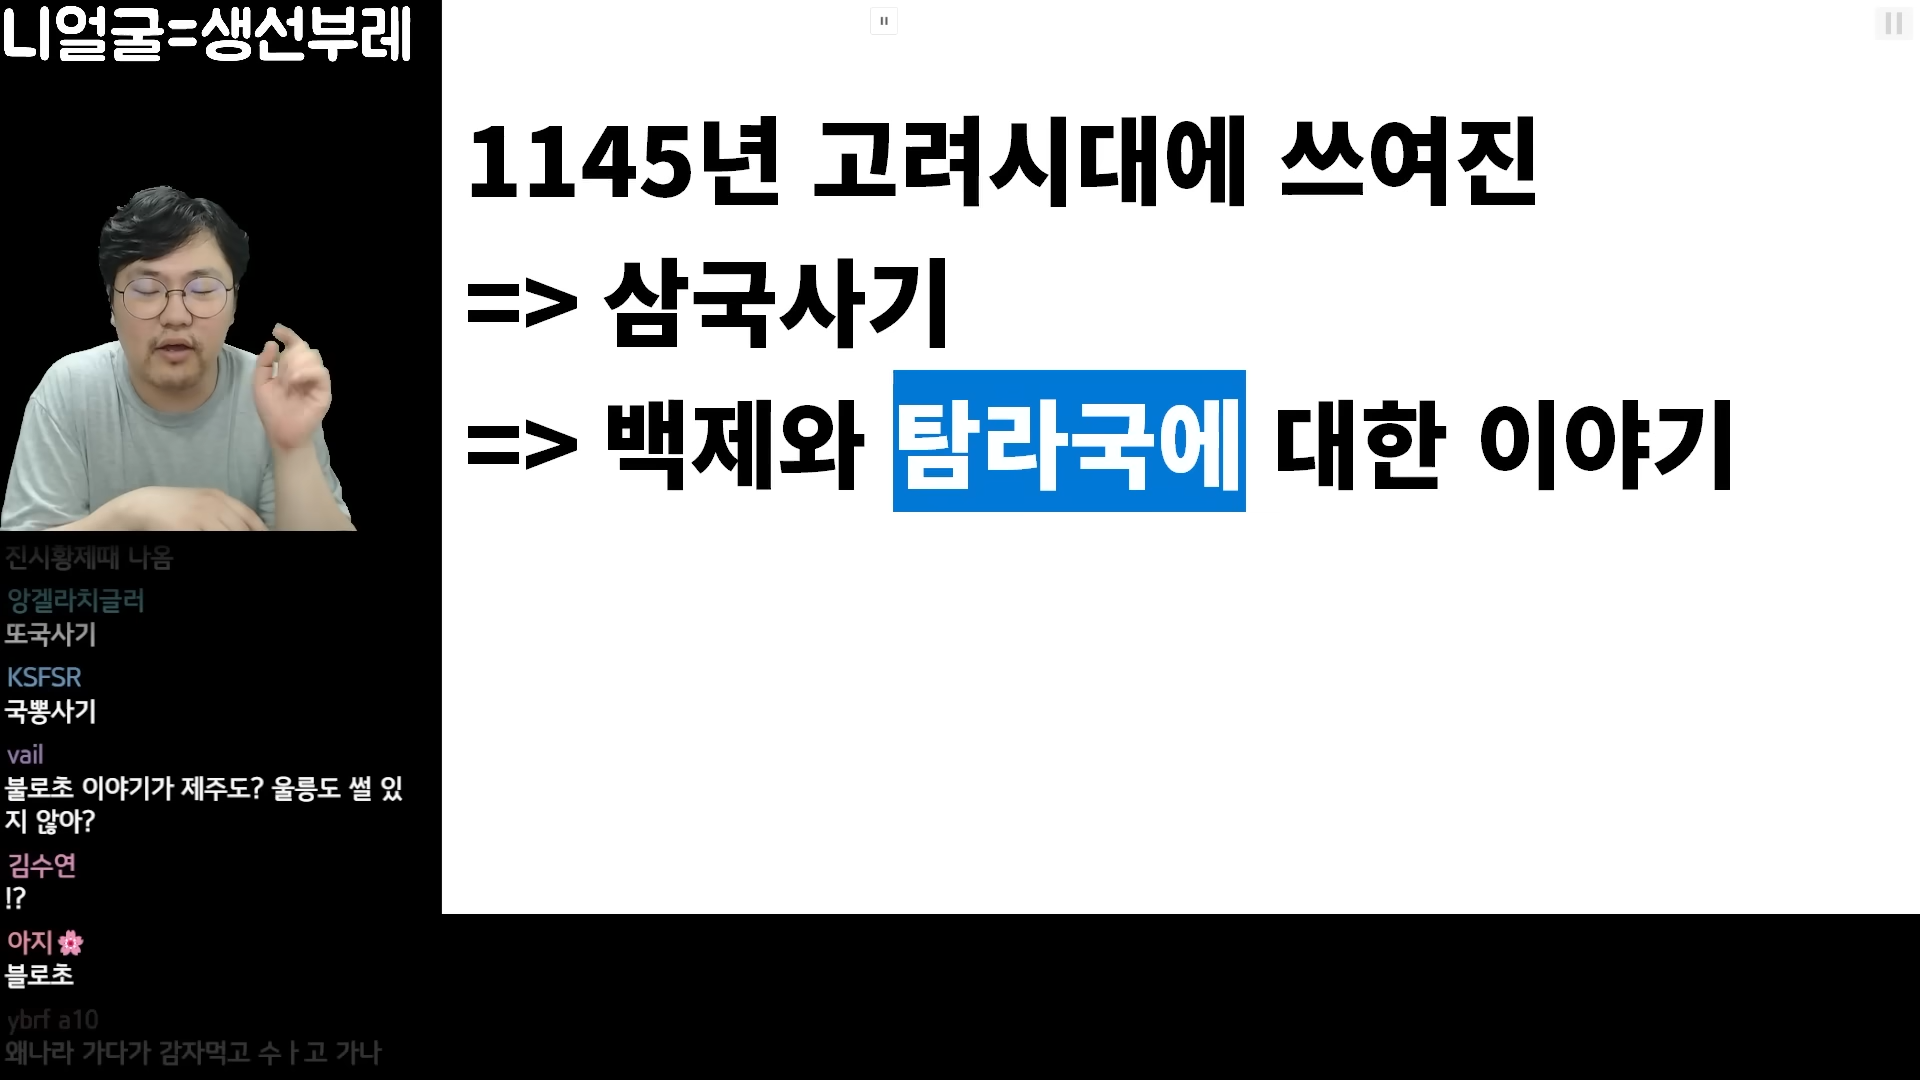 니얼굴=생선부레
1145년 고려시대에 쓰여진
=> 삼국사기
=> 백제와 탐라국에 대한 이야기
진시황제때 나옴
앙겔라치글러
또국사기
KSFSR
국뽕사기
vail
불로초 이야기가 제주도? 울릉도 썰 있
지 않아?
김수연
!?
아지🌸
블로초
ybrf a10
왜나라 가다가 감자먹고 수ㅏ고 가나